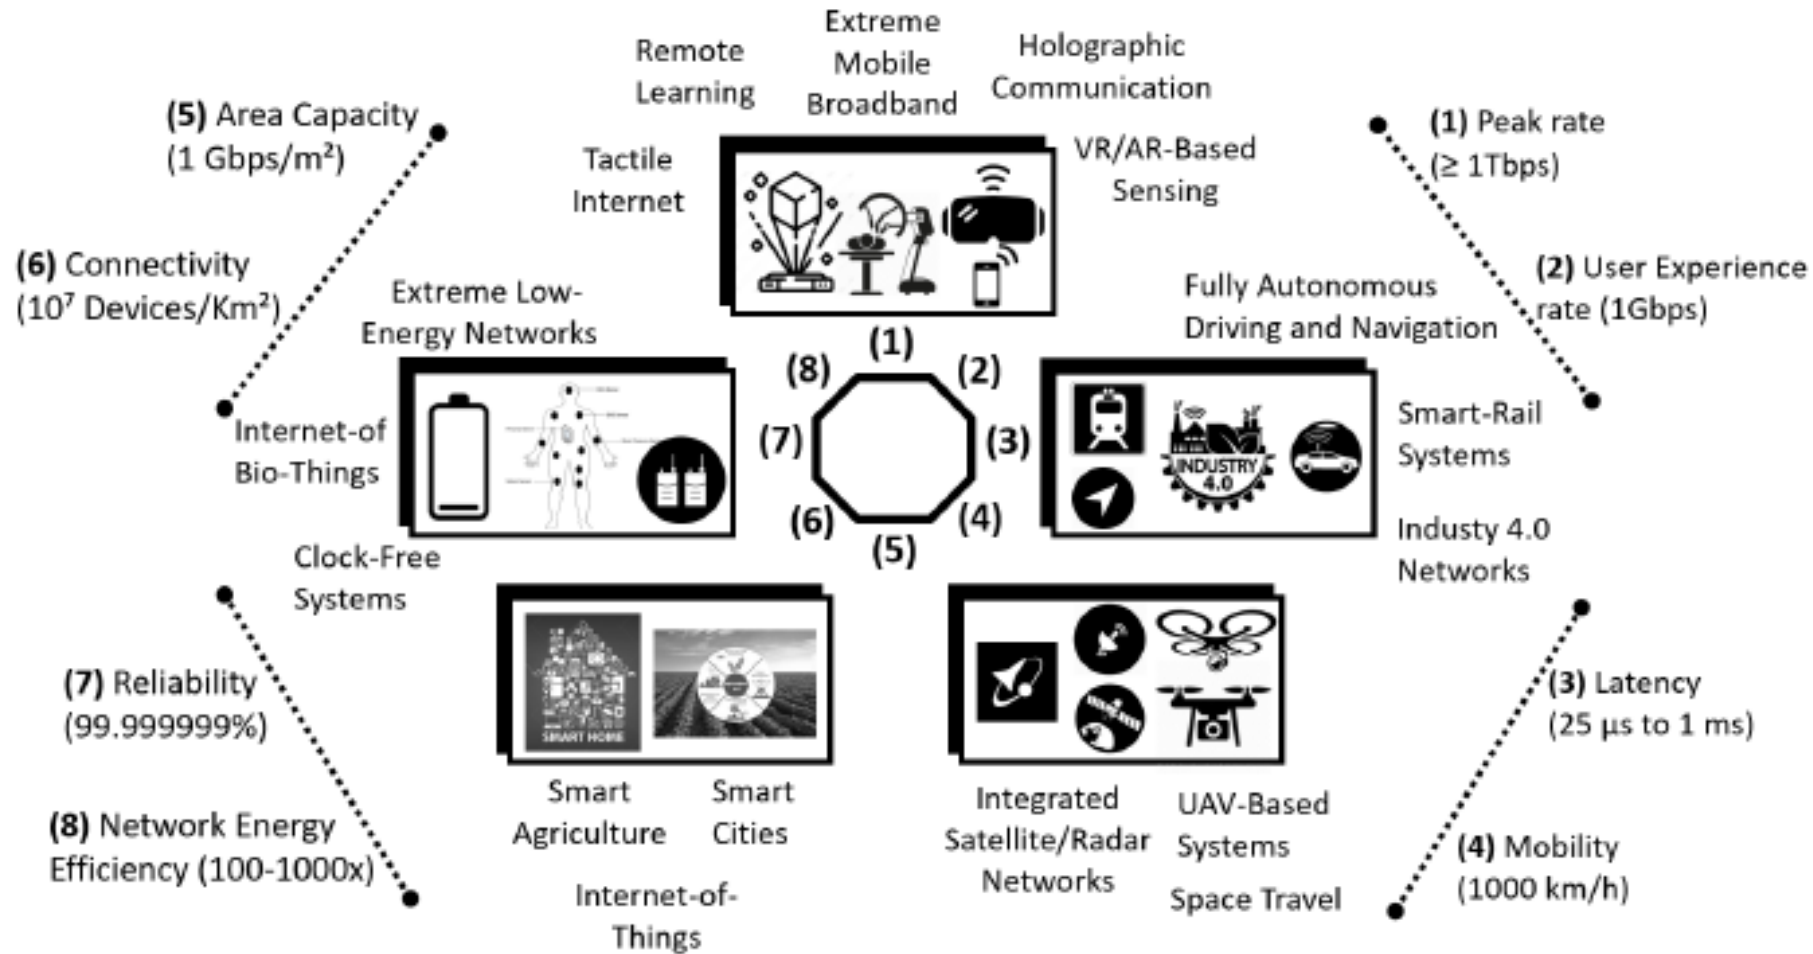 Remote
Learning
Extreme
Mobile
Broadband
Holographic
Communication
(5) Area Capacity
(1 Gbps/m²)
Tactile
Internet
VR/AR-Based
Sensing
(1) Peak rate
(≥ 1Tbps)
(6) Connectivity
(10⁷ Devices/Km²)
Extreme Low-
Energy Networks
Fully Autonomous
Driving and Navigation
(2) User Experience
rate (1Gbps)
(1)
(2)
(3)
(4)
(5)
(6)
(7)
(8)
Internet-of
Bio-Things
Clock-Free
Systems
INDUSTRY
4.0
Smart-Rail
Systems
Industy 4.0
Networks
(7) Reliability
(99.999999%)
(8) Network Energy
Efficiency (100-1000x)
SMART HOME
Smart
Agriculture
Smart
Cities
Internet-of-
Things
Integrated
Satellite/Radar
Networks
UAV-Based
Systems
Space Travel
(3) Latency
(25 µs to 1 ms)
(4) Mobility
(1000 km/h)